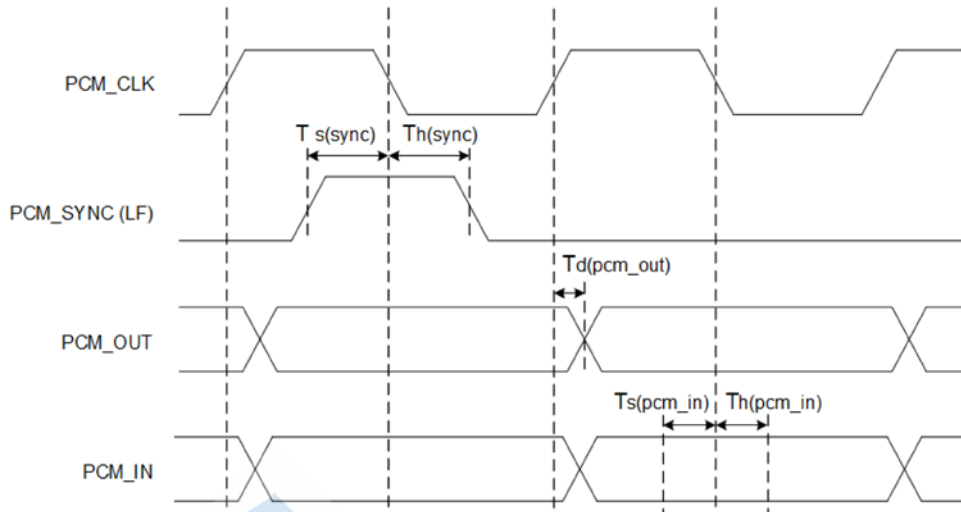 PCM_CLK
T s(sync) Th(sync)
PCM_SYNC (LF)
Td(pcm_out)
PCM_OUT
Ts(pcm_in) Th(pcm_in)
PCM_IN